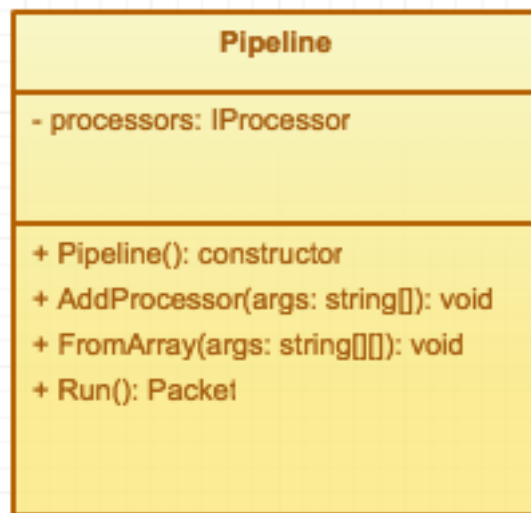 Pipeline
- processors: IProcessor
+ Pipeline(): constructor
+ AddProcessor(args: string[]): void
+ FromArray(args: string[][]): void
+ Run(): Packet